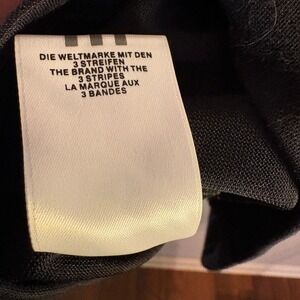 DIE WELTMARKE MIT DEN
3 STREIFEN
THE BRAND WITH THE
3 STRIPES
LA MARQUE AUX
3 BANDES